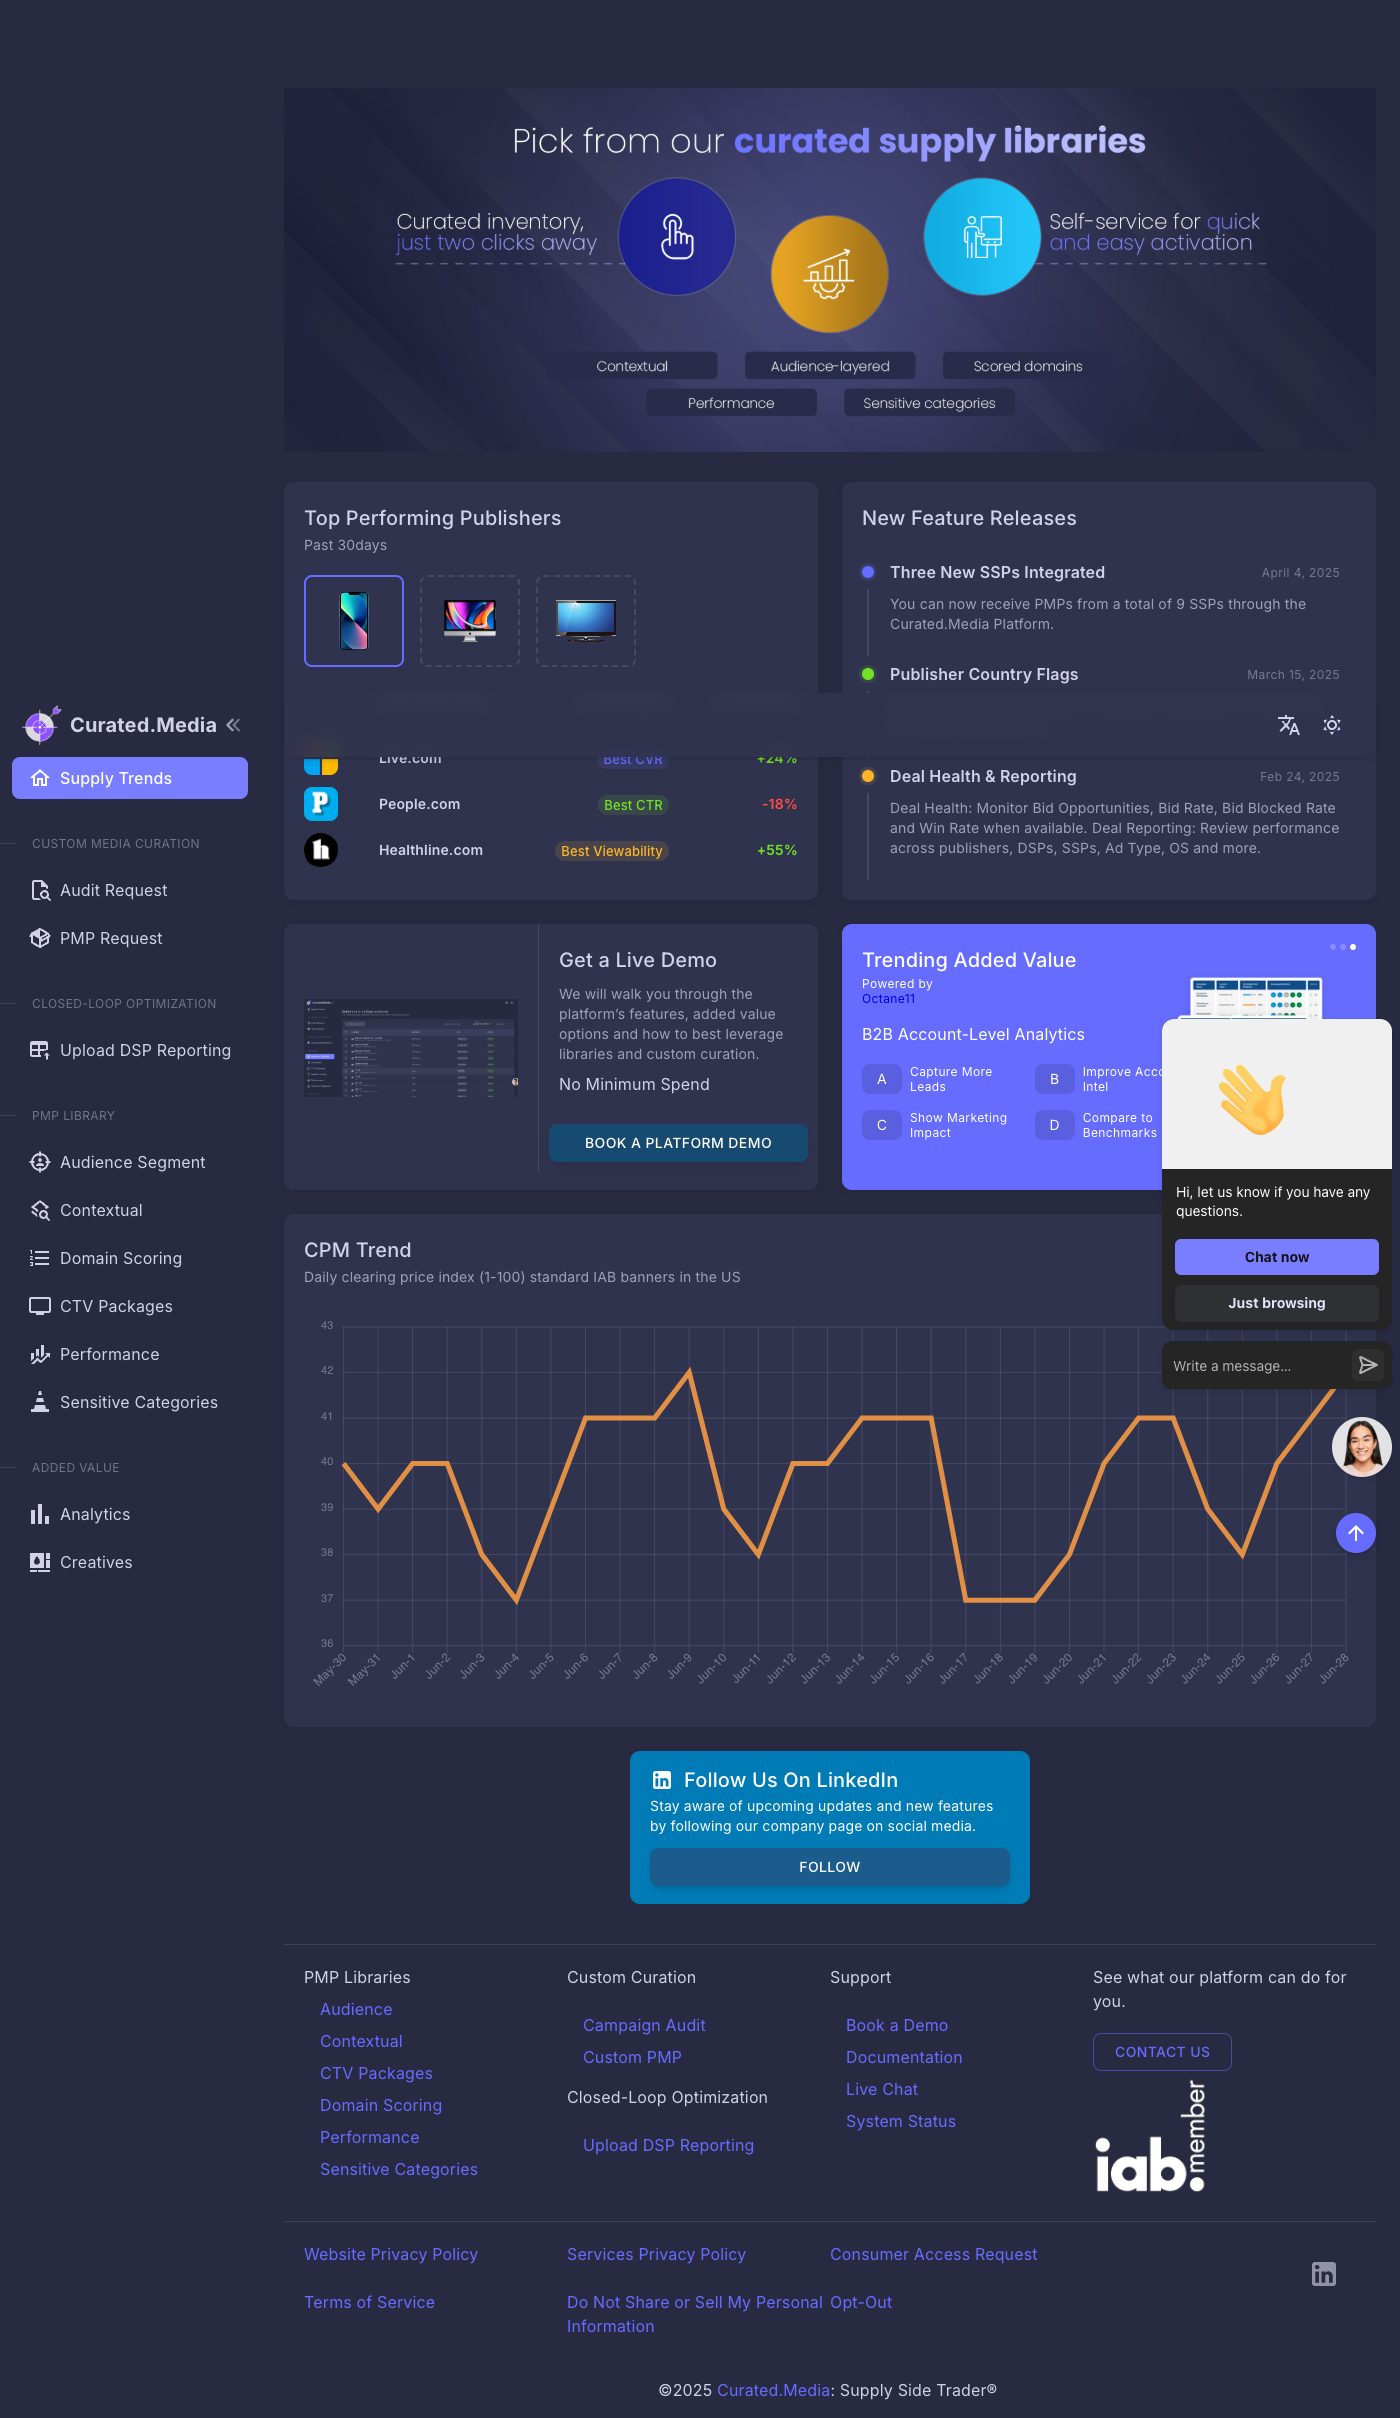 Pick from our curated supply libraries
Curated inventory,
just two clicks away
Self-service for quick
and easy activation
Contextual
Audience-layered
Scored domains
Performance
Sensitive categories
Top Performing Publishers
Past 30days
Live.com
Best CVR
+24%
People.com
Best CTR
-18%
Healthline.com
Best Viewability
+55%
New Feature Releases
Three New SSPs Integrated
April 4, 2025
You can now receive PMPs from a total of 9 SSPs through the
Curated.Media Platform.
Publisher Country Flags
March 15, 2025
Deal Health & Reporting
Feb 24, 2025
Deal Health: Monitor Bid Opportunities, Bid Rate, Bid Blocked Rate
and Win Rate when available. Deal Reporting: Review performance
across publishers, DSPs, SSPs, Ad Type, OS and more.
Curated.Media
Supply Trends
CUSTOM MEDIA CURATION
Audit Request
PMP Request
CLOSED-LOOP OPTIMIZATION
Upload DSP Reporting
PMP LIBRARY
Audience Segment
Contextual
Domain Scoring
CTV Packages
Performance
Sensitive Categories
ADDED VALUE
Analytics
Creatives
Get a Live Demo
We will walk you through the
platform's features, added value
options and how to best leverage
libraries and custom curation.
No Minimum Spend
BOOK A PLATFORM DEMO
Trending Added Value
Powered by
Octane11
B2B Account-Level Analytics
A
Capture More
Leads
B
Improve Acco
Intel
C
Show Marketing
Impact
D
Compare to
Benchmarks
Hi, let us know if you have any
questions.
Chat now
Just browsing
Write a message...
CPM Trend
Daily clearing price index (1-100) standard IAB banners in the US
43
42
41
40
39
38
37
36
May-30
May-31
Jun-1
Jun-2
Jun-3
Jun-4
Jun-5
Jun-6
Jun-7
Jun-8
Jun-9
Jun-10
Jun-11
Jun-12
Jun-13
Jun-14
Jun-15
Jun-16
Jun-17
Jun-18
Jun-19
Jun-20
Jun-21
Jun-22
Jun-23
Jun-24
Jun-25
Jun-26
Jun-27
Jun-28
Follow Us On LinkedIn
Stay aware of upcoming updates and new features
by following our company page on social media.
FOLLOW
PMP Libraries
Audience
Contextual
CTV Packages
Domain Scoring
Performance
Sensitive Categories
Custom Curation
Campaign Audit
Custom PMP
Closed-Loop Optimization
Upload DSP Reporting
Support
Book a Demo
Documentation
Live Chat
System Status
See what our platform can do for
you.
CONTACT US
iab.
member
Website Privacy Policy
Services Privacy Policy
Consumer Access Request
Terms of Service
Do Not Share or Sell My Personal
Information
Opt-Out
©2025 Curated.Media: Supply Side Trader®